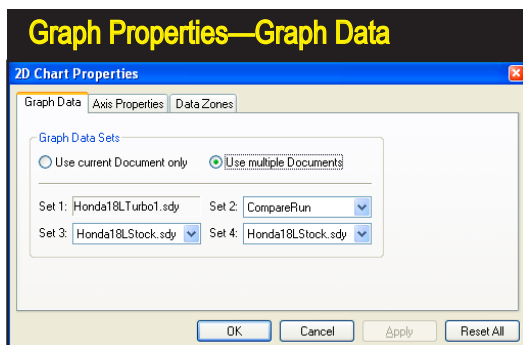 Graph Properties—Graph Data
2D Chart Properties
Graph Data Axis Properties Data Zones
Graph Data Sets
Use current Document only Use multiple Documents
Set 1: Honda18LTurbo1.sdy Set 2: CompareRun
Set 3: Honda18LStock.sdy Set 4: Honda18LStock.sdy
OK Cancel Apply Reset All